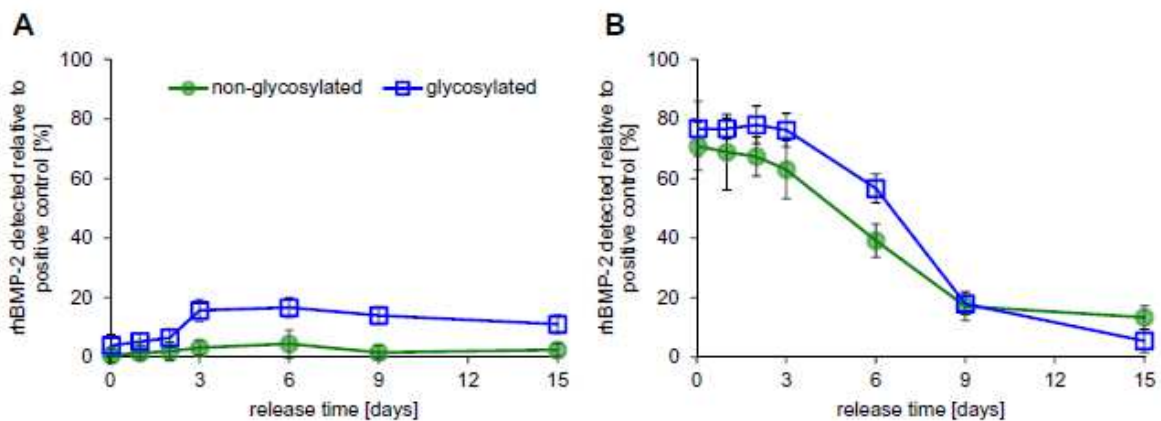 A
rhBMP-2 detected relative to
positive control [%]
100
80
60
40
20
0
non-glycosylated
glycosylated
0 3 6 9 12 15
release time [days]
B
rhBMP-2 detected relative to
positive control [%]
100
80
60
40
20
0
0 3 6 9 12 15
release time [days]